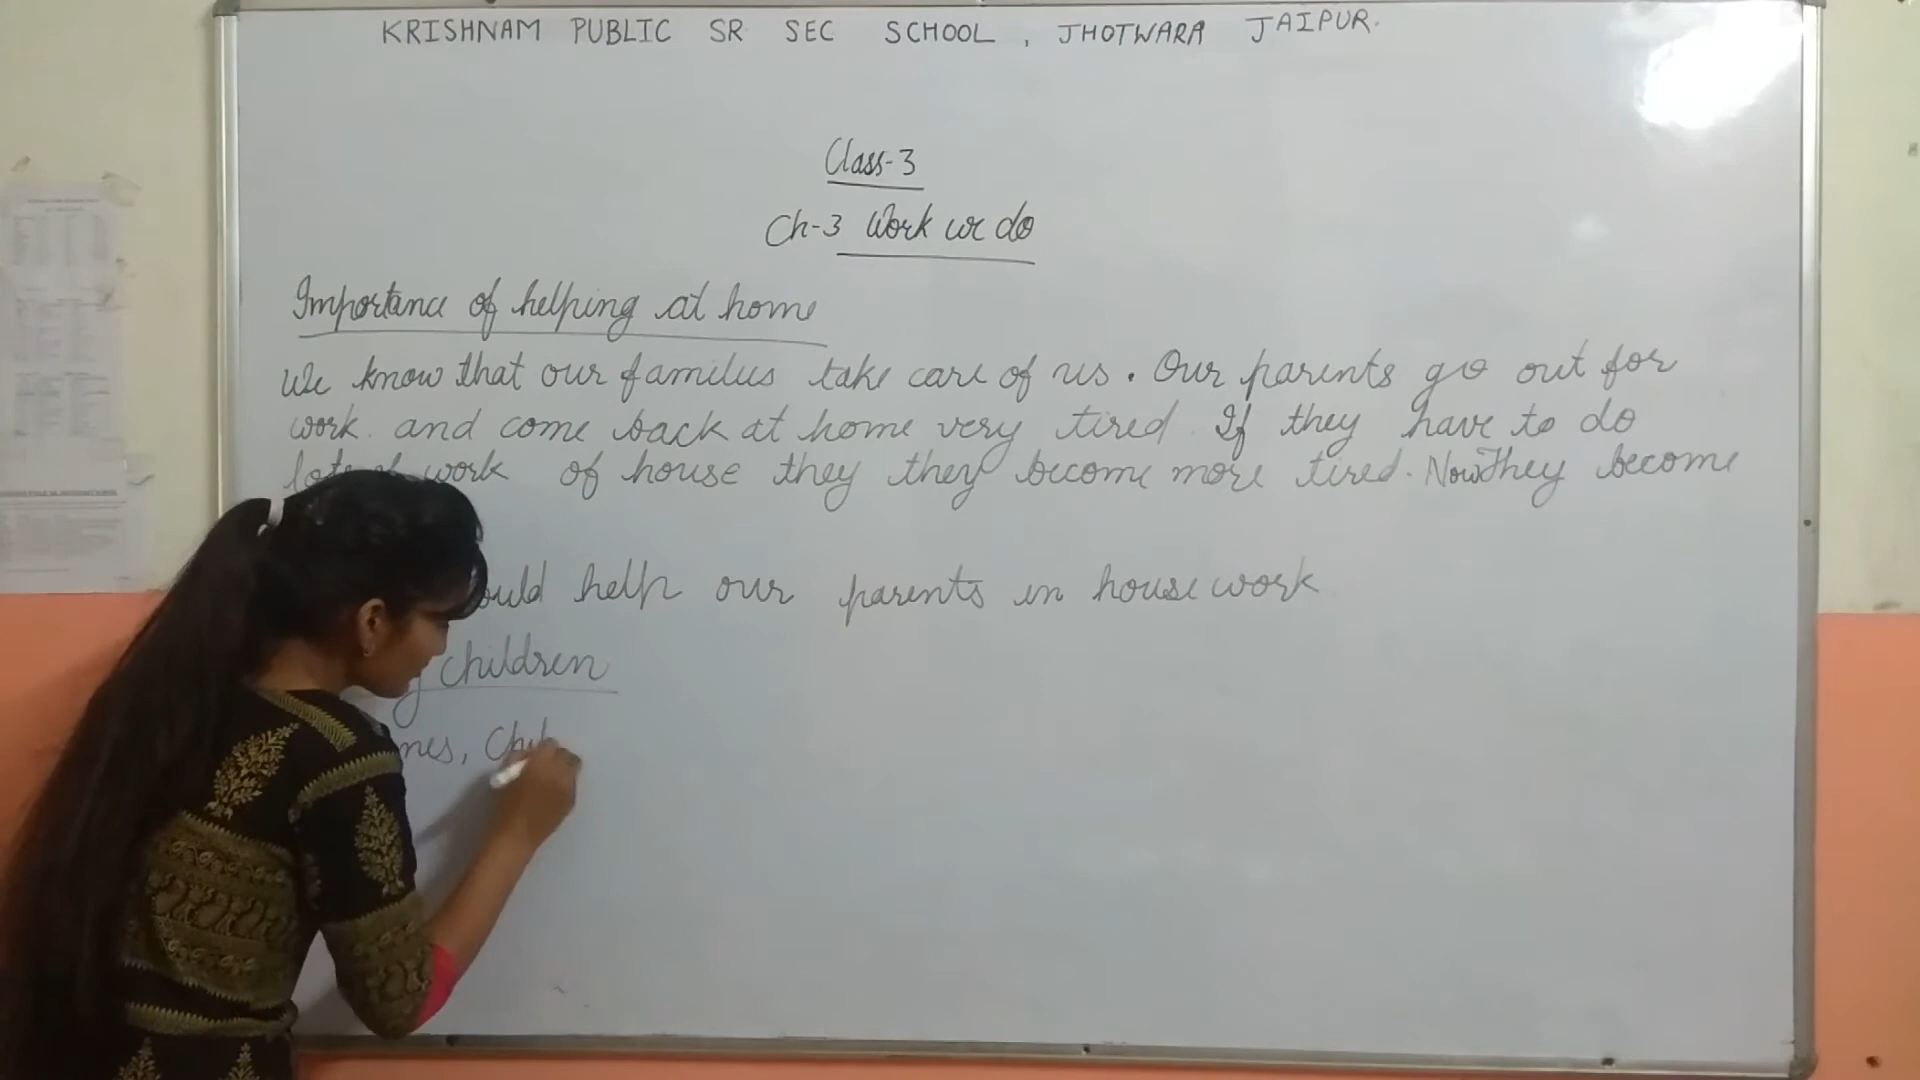 KRISHNAM PUBLIC SR SEC SCHOOL , JHOTWARA JAIPUR.
Class-3
Ch-3 Work we do
Importance of helping at home
We know that our families take care of us. Our parents go out for
work. and come back at home very tired. If they have to do
lots of work of house they they become more tired. Now They become
help our parents in house work
children